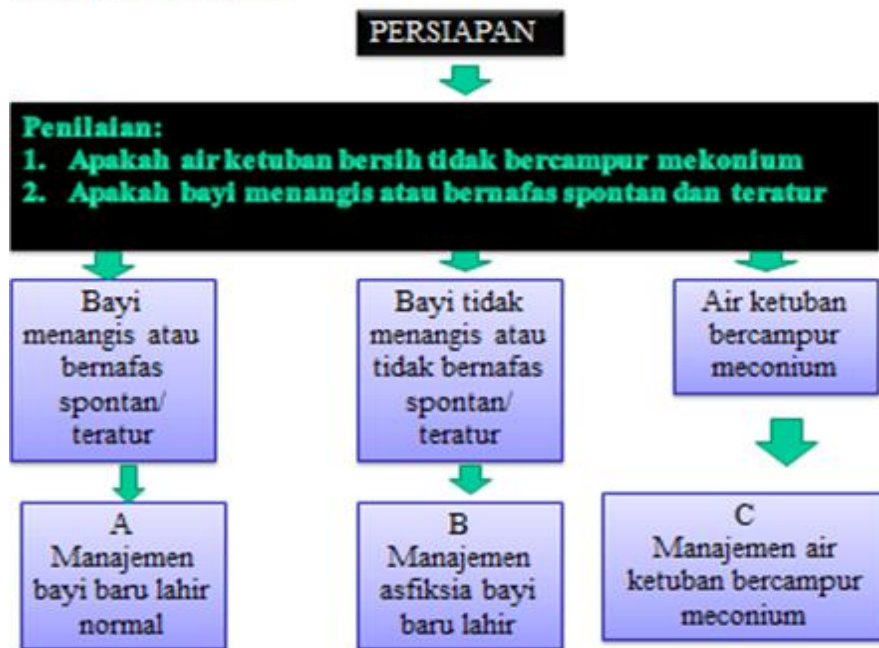 PERSIAPAN
Penilaian:
1. Apakah air ketuban bersih tidak bercampur mekonium
2. Apakah bayi menangis atau bernafas spontan dan teratur
Bayi
menangis atau
bernafas
spontan/
teratur
Bayi tidak
menangis atau
tidak bernafas
spontan/
teratur
Air ketuban
bercampur
meconium
A
Manajemen
bayi baru lahir
normal
B
Manajemen
asfiksia bayi
baru lahir
C
Manajemen air
ketuban bercampur
meconium